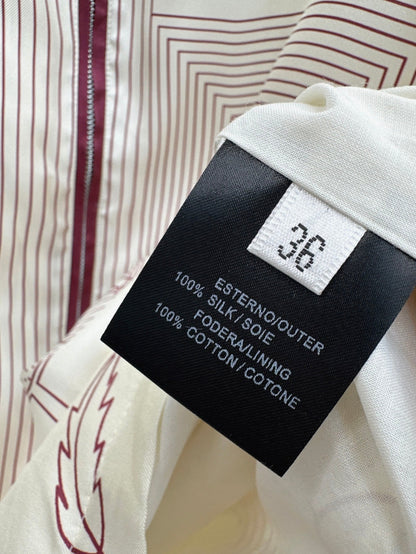 36
ESTERNO/OUTER
100% SILK/SOIE
FODERA/LINING
100% COTTON/COTONE